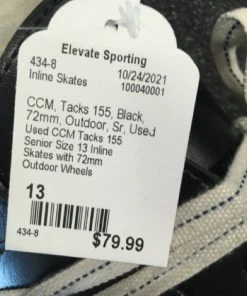 Elevate Sporting
434-8 10/24/2021
Inline Skates 100040001
CCM, Tacks 155, Black,
72mm, Outdoor, Sr, Used
Used CCM Tacks 155
Senior Size 13 Inline
Skates with 72mm
Outdoor Wheels
13
434-8 $79.99